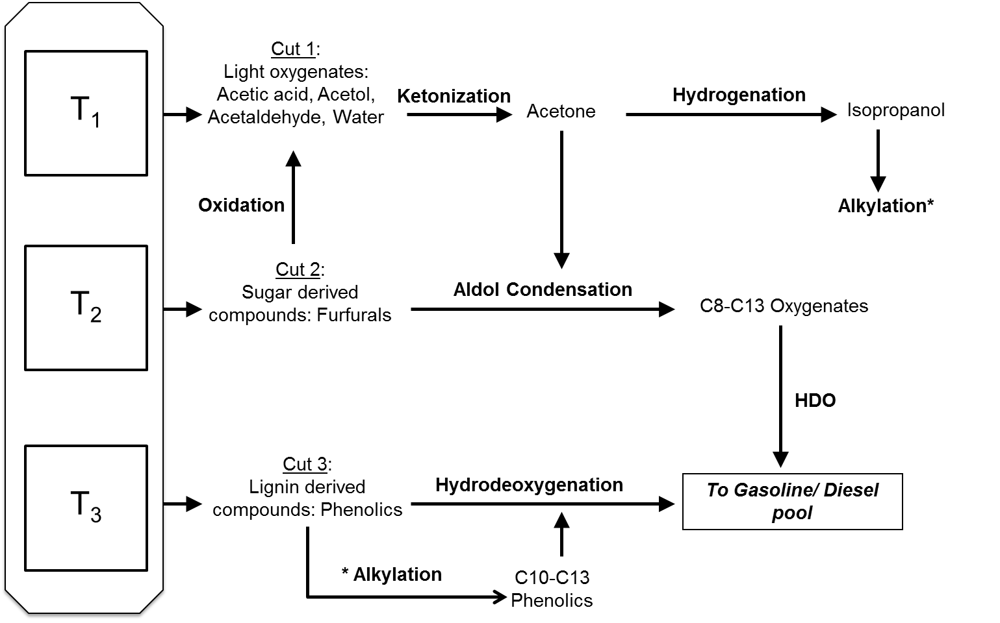 T1
Cut 1:
Light oxygenates:
Acetic acid, Acetol,
Acetaldehyde, Water
Ketonization
Acetone
Hydrogenation
Isopropanol
Oxidation
Alkylation*
T2
Cut 2:
Sugar derived
compounds: Furfurals
Aldol Condensation
C8-C13 Oxygenates
HDO
T3
Cut 3:
Lignin derived
compounds: Phenolics
Hydrodeoxygenation
To Gasoline/ Diesel
pool
* Alkylation
C10-C13
Phenolics